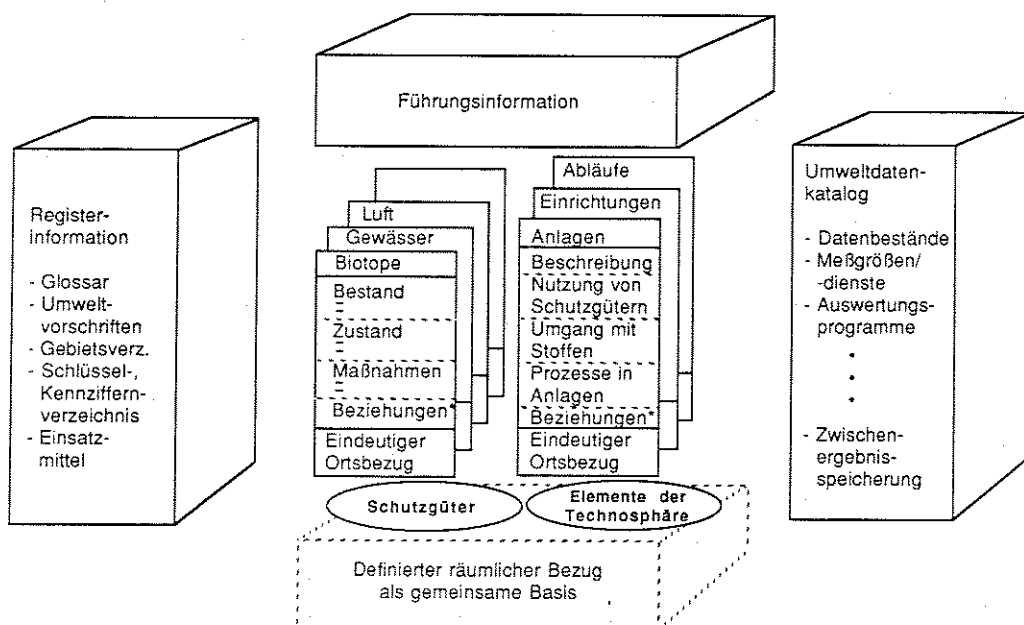 Führungsinformation
Register-
information
- Glossar
- Umwelt-
vorschriften
- Gebietsverz.
- Schlüssel-,
Kennziffern-
verzeichnis
- Einsatz-
mittel
Luft
Gewässer
Biotope
Bestand
Zustand
Maßnahmen
Beziehungen*
Eindeutiger
Ortsbezug
Schutzgüter
Abläufe
Einrichtungen
Anlagen
Beschreibung
Nutzung von
Schutzgütern
Umgang mit
Stoffen
Prozesse in
Anlagen
Beziehungen*
Eindeutiger
Ortsbezug
Elemente der
Technosphäre
Umweltdaten-
katalog
- Datenbestände
- Meßgrößen/
-dienste
- Auswertungs-
programme
- Zwischen-
ergebnis-
speicherung
Definierter räumlicher Bezug
als gemeinsame Basis